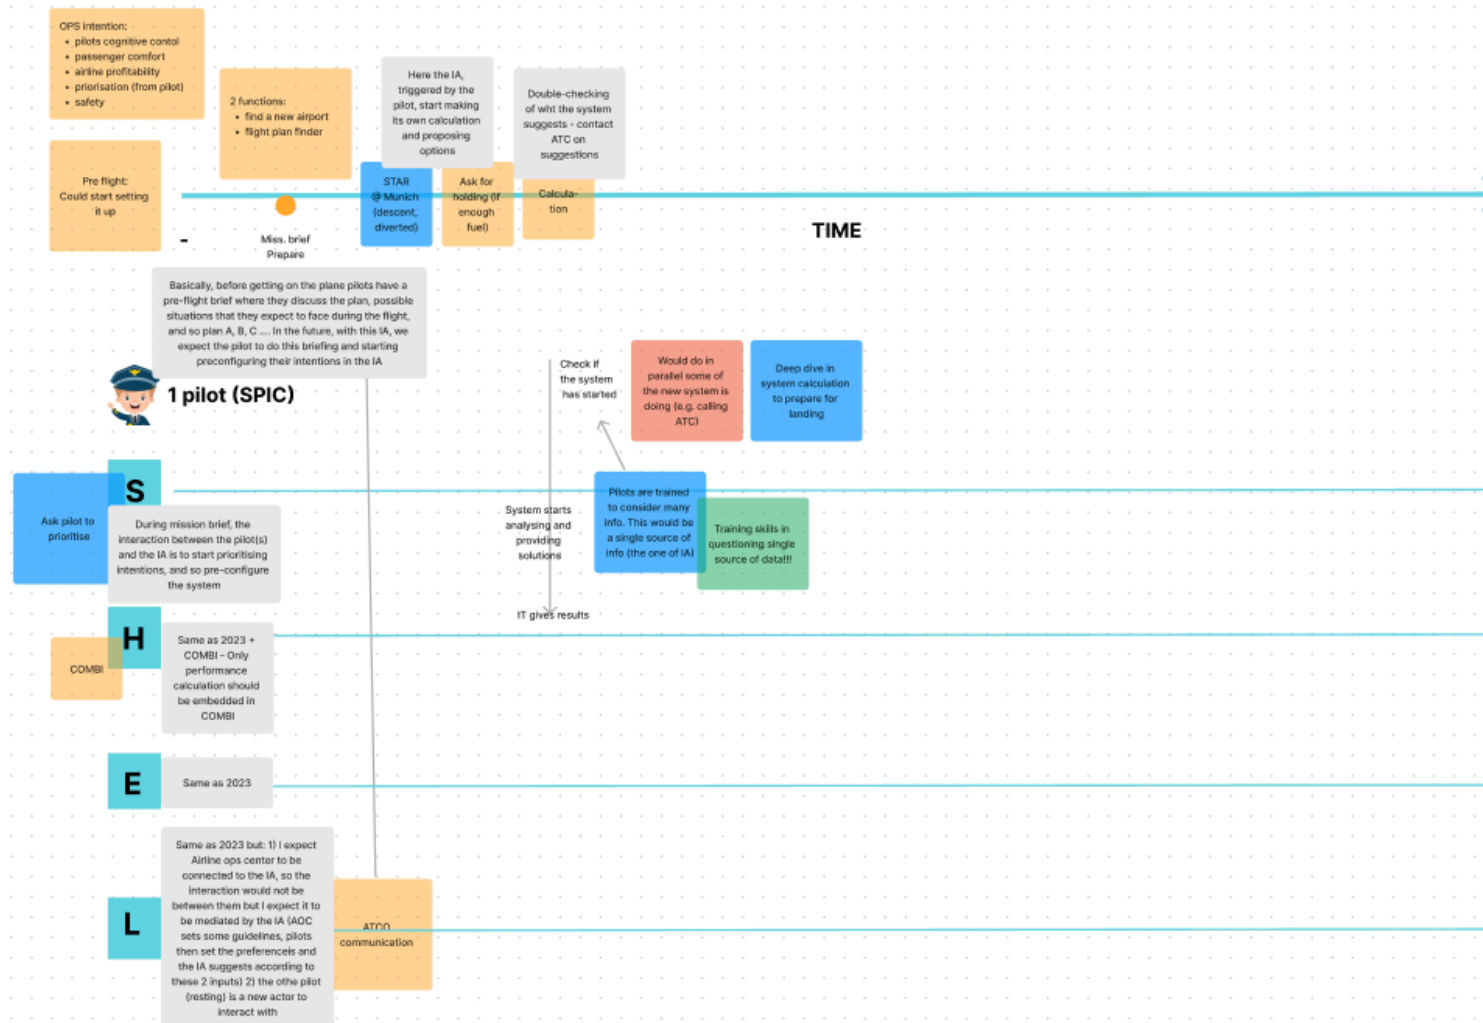 OPS intention:
• pilots cognitive contol
• passenger comfort
• airline profitability
• priorisation (from pilot)
• safety
2 functions:
• find a new airport
• flight plan finder
Here the IA,
triggered by the
pilot, start making
its own calculation
and proposing
options
Double-checking
of wht the system
suggests - contact
ATC on
suggestions
Pre flight:
Could start setting
it up
STAR
@ Munich
(descent,
diverted)
Ask for
holding (if
enough
fuel)
Calcula-
tion
-
Miss. brief
Prepare
TIME
Basically, before getting on the plane pilots have a
pre-flight brief where they discuss the plan, possible
situations that they expect to face during the flight,
and so plan A, B, C .... In the future, with this IA, we
expect the pilot to do this briefing and starting
preconfiguring their intentions in the IA
1 pilot (SPIC)
Check if
the system
has started
Would do in
parallel some of
the new system is
doing (e.g. calling
ATC)
Deep dive in
system calculation
to prepare for
landing
S
Ask pilot to
prioritise
During mission brief, the
interaction between the pilot(s)
and the IA is to start prioritising
intentions, and so pre-configure
the system
System starts
analysing and
providing
solutions
Pilots are trained
to consider many
info. This would be
a single source of
info (the one of IA)
Training skills in
questioning single
source of data!!!
IT gives results
H
COMBI
Same as 2023 +
COMBI - Only
performance
calculation should
be embedded in
COMBI
E
Same as 2023
L
Same as 2023 but: 1) I expect
Airline ops center to be
connected to the IA, so the
interaction would not be
between them but I expect it to
be mediated by the IA (AOC
sets some guidelines, pilots
then set the preferenceis and
the IA suggests according to
these 2 inputs) 2) the othe pilot
(resting) is a new actor to
interact with
ATCO
communication